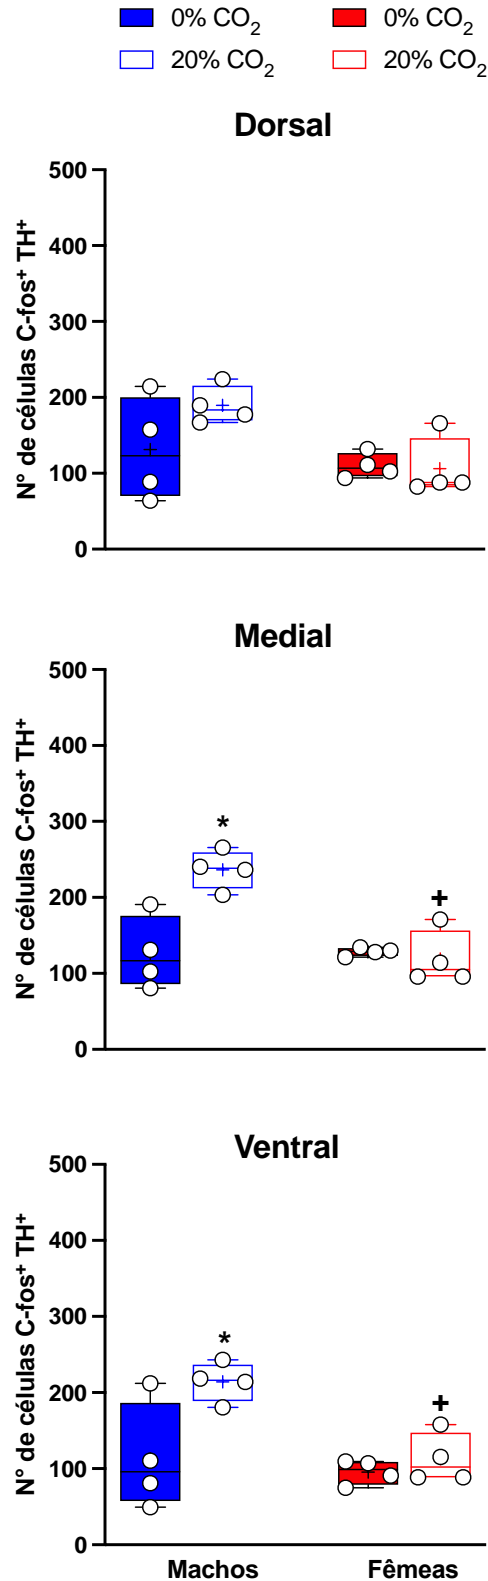 0% CO₂ 0% CO₂
20% CO₂ 20% CO₂
Dorsal
N° de células C-fos⁺ TH⁺
500
400
300
200
100
0
Medial
N° de células C-fos⁺ TH⁺
500
400
300
*
200
+
100
0
Ventral
N° de células C-fos⁺ TH⁺
500
400
300
*
200
+
100
0
Machos Fêmeas